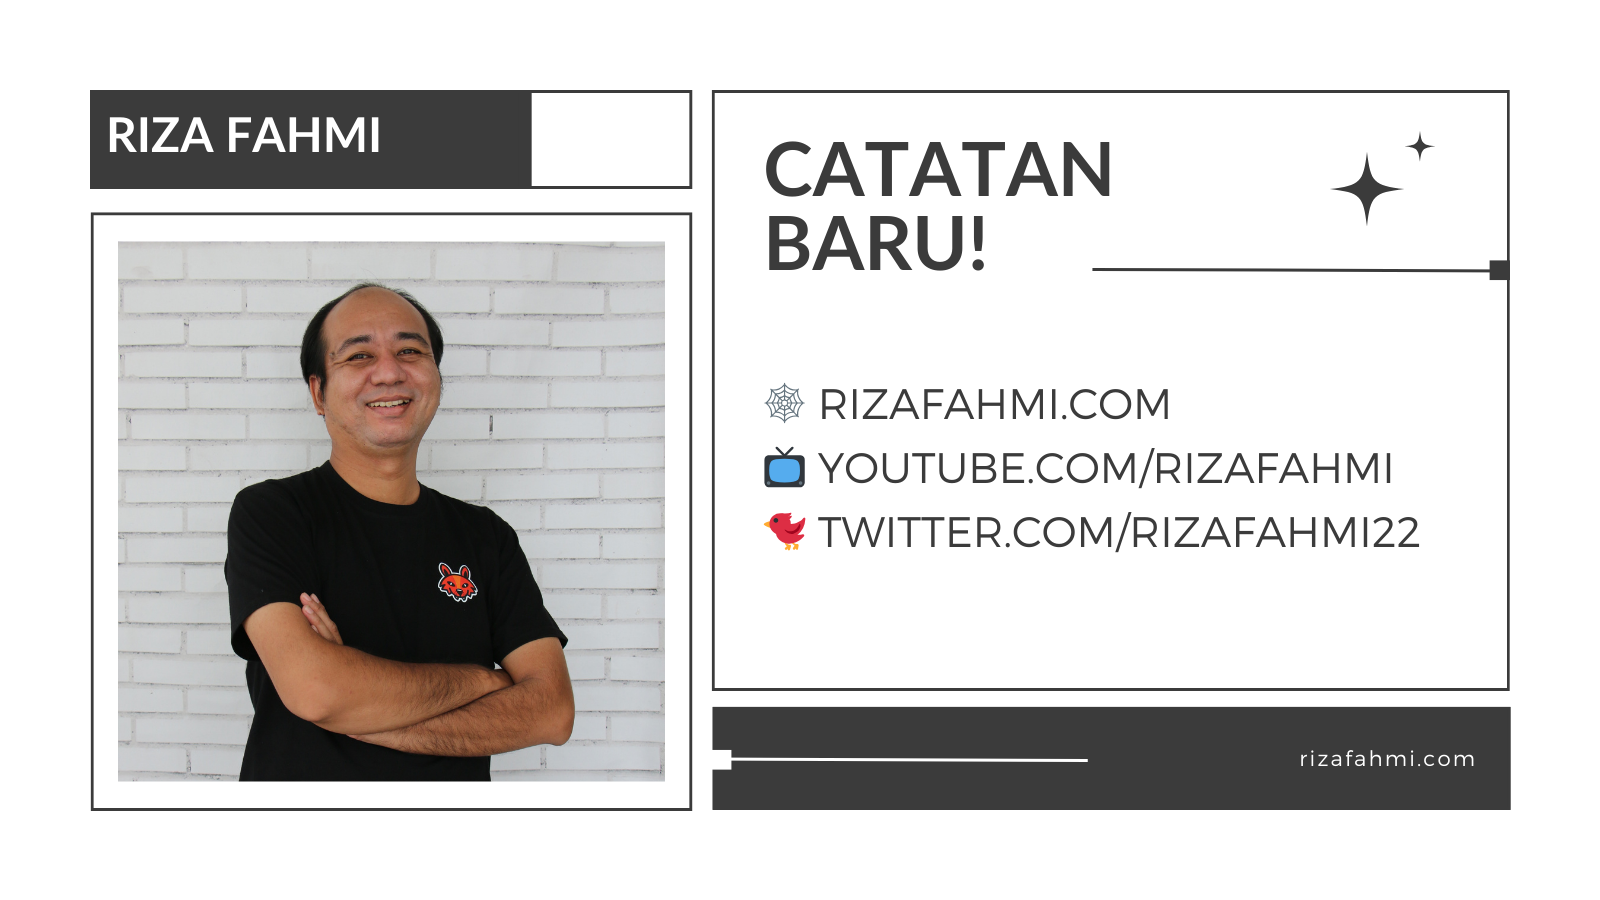 RIZA FAHMI
CATATAN
BARU!
RIZAFAHMI.COM
YOUTUBE.COM/RIZAFAHMI
TWITTER.COM/RIZAFAHMI22
rizafahmi.com